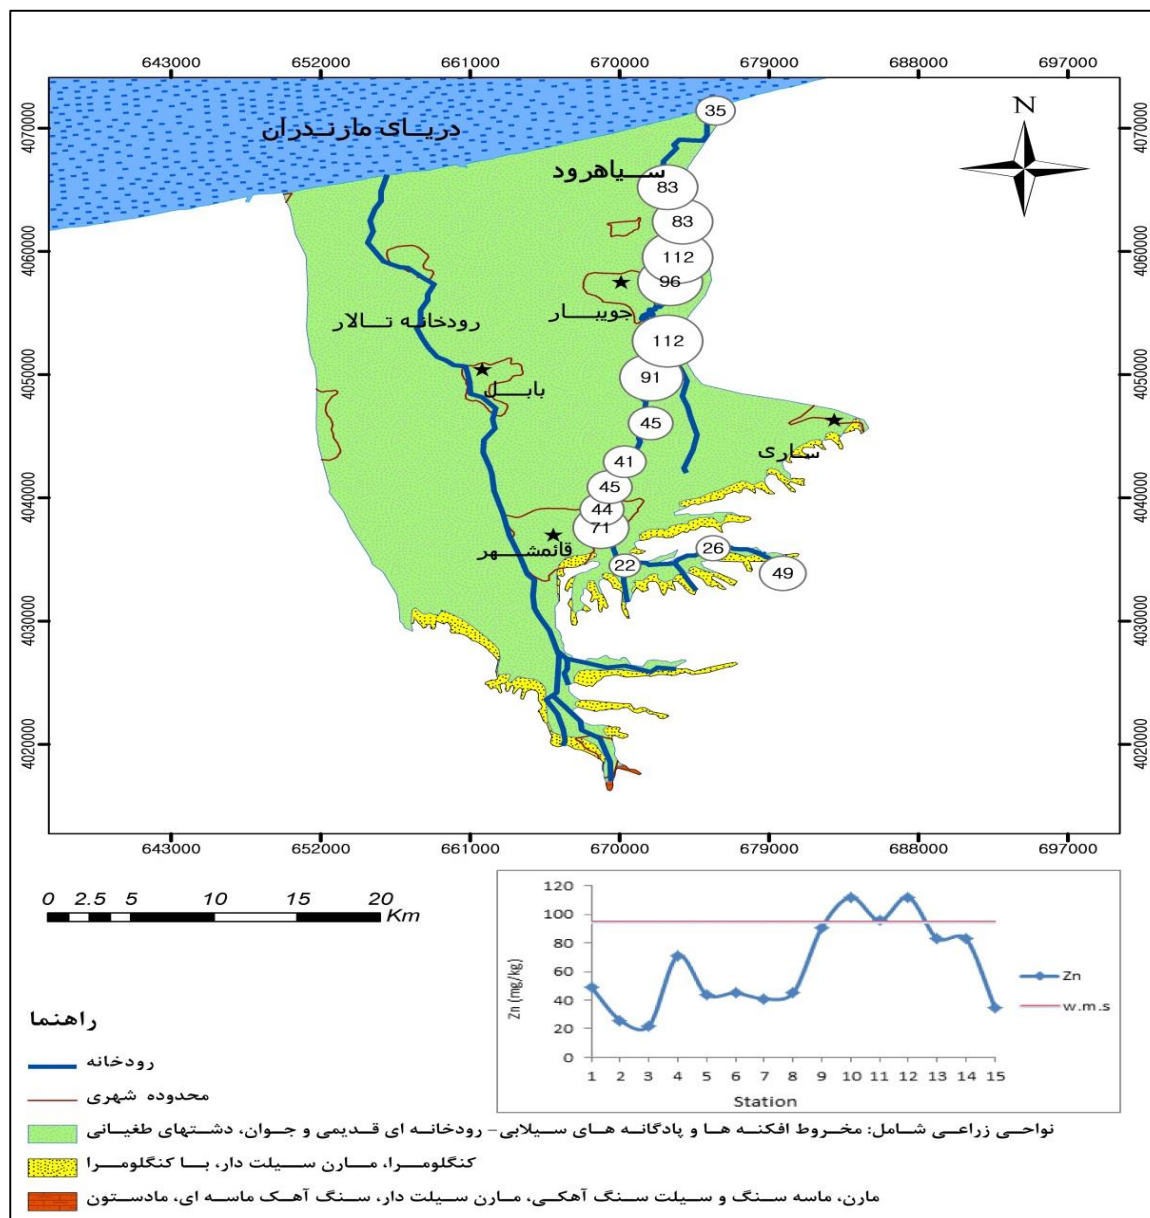 643000 652000 661000 670000 679000 688000 697000
4070000 4060000 4050000 4040000 4030000 4020000
4070000 4060000 4050000 4040000 4030000 4020000
N
دریای مازندران
سیاهرود
35
83
83
112
96
جویبار
رودخانه تالار
112
91
بابل
45
ساری
41
45
44
71
قائمشهر
26
22
49
643000 652000 661000 670000 679000 688000 697000
0 2.5 5 10 15 20 Km
Zn (mg/kg)
120
100
80
60
40
20
0
1 2 3 4 5 6 7 8 9 10 11 12 13 14 15
Station
Zn
w.m.s
راهنما
رودخانه
محدوده شهری
نواحی زراعی شامل: مخروط افکنه ها و پادگانه های سیلابی- رودخانه ای قدیمی و جوان، دشتهای طغیانی
کنگلومرا، مارن سیلت دار، با کنگلومرا
مارن، ماسه سنگ و سیلت سنگ آهکی، مارن سیلت دار، سنگ آهک ماسه ای، مادستون